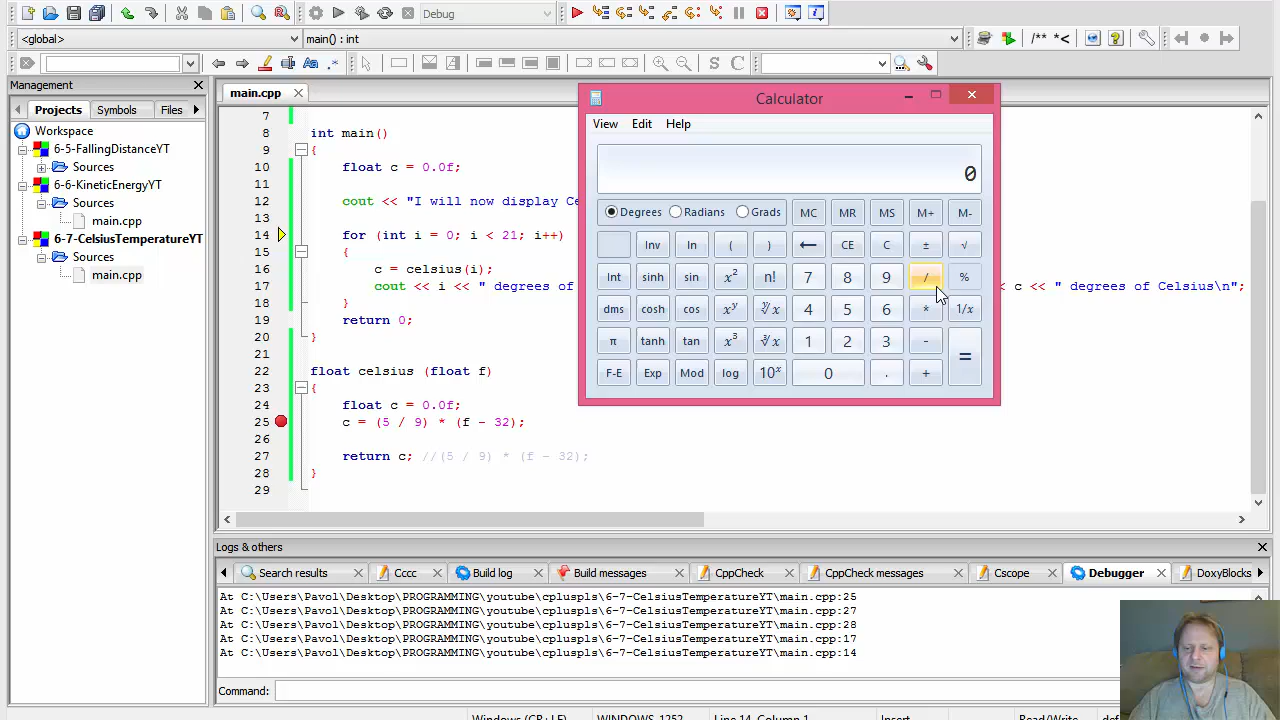 Debug
<global>
main() : int
/** *<
S C
Management
main.cpp
Projects Symbols Files
Workspace
6-5-FallingDistanceYT
Sources
6-6-KineticEnergyYT
Sources
main.cpp
6-7-CelsiusTemperatureYT
Sources
main.cpp
7
8 int main()
9 {
10 float c = 0.0f;
11
12 cout << "I will now display Ce
13
14 for (int i = 0; i < 21; i++)
15 {
16 c = celsius(i);
17 cout << i << " degrees of < c << " degrees of Celsius\n";
18 }
19 return 0;
20 }
21
22 float celsius (float f)
23 {
24 float c = 0.0f;
25 c = (5 / 9) * (f - 32);
26
27 return c; //(5 / 9) * (f - 32);
28 }
29
Calculator
View Edit Help
0
Degrees Radians Grads MC MR MS M+ M-
Inv ln ( ) ← CE C ± √
Int sinh sin x² n! 7 8 9 / %
dms cosh cos xʸ ʸ√x 4 5 6 * 1/x
π tanh tan x³ ³√x 1 2 3 - =
F-E Exp Mod log 10ˣ 0 . +
Logs & others
Search results Cccc Build log Build messages CppCheck CppCheck messages Cscope Debugger DoxyBlocks
At C:\Users\Pavol\Desktop\PROGRAMMING\youtube\cpluspls\6-7-CelsiusTemperatureYT\main.cpp:25
At C:\Users\Pavol\Desktop\PROGRAMMING\youtube\cpluspls\6-7-CelsiusTemperatureYT\main.cpp:27
At C:\Users\Pavol\Desktop\PROGRAMMING\youtube\cpluspls\6-7-CelsiusTemperatureYT\main.cpp:28
At C:\Users\Pavol\Desktop\PROGRAMMING\youtube\cpluspls\6-7-CelsiusTemperatureYT\main.cpp:17
At C:\Users\Pavol\Desktop\PROGRAMMING\youtube\cpluspls\6-7-CelsiusTemperatureYT\main.cpp:14
Command:
Windows (CR+LF) WINDOWS-1252 Line 14, Column 1 Insert Read/Write def